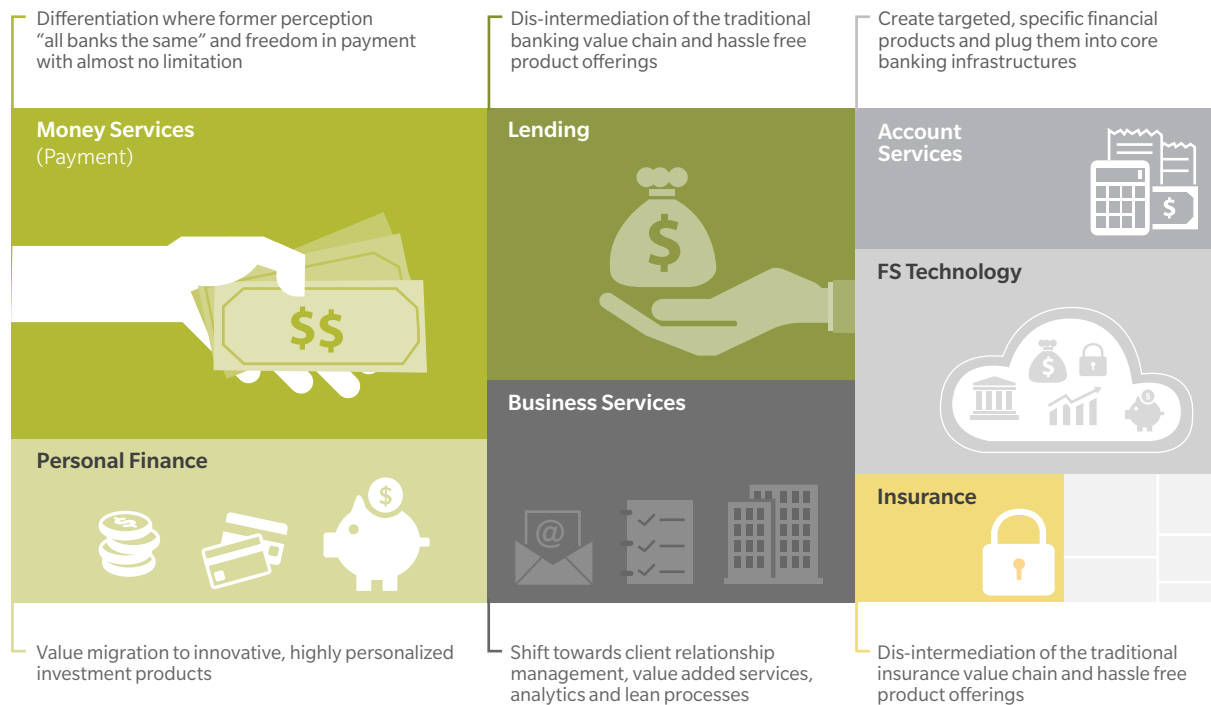 Differentiation where former perception
“all banks the same” and freedom in payment
with almost no limitation
Dis-intermediation of the traditional
banking value chain and hassle free
product offerings
Create targeted, specific financial
products and plug them into core
banking infrastructures
Money Services
(Payment)
$$
Lending
$
Account
Services
$
FS Technology
$
$
Business Services
@
Personal Finance
$
$
Insurance
Value migration to innovative, highly personalized
investment products
Shift towards client relationship
management, value added services,
analytics and lean processes
Dis-intermediation of the traditional
insurance value chain and hassle free
product offerings